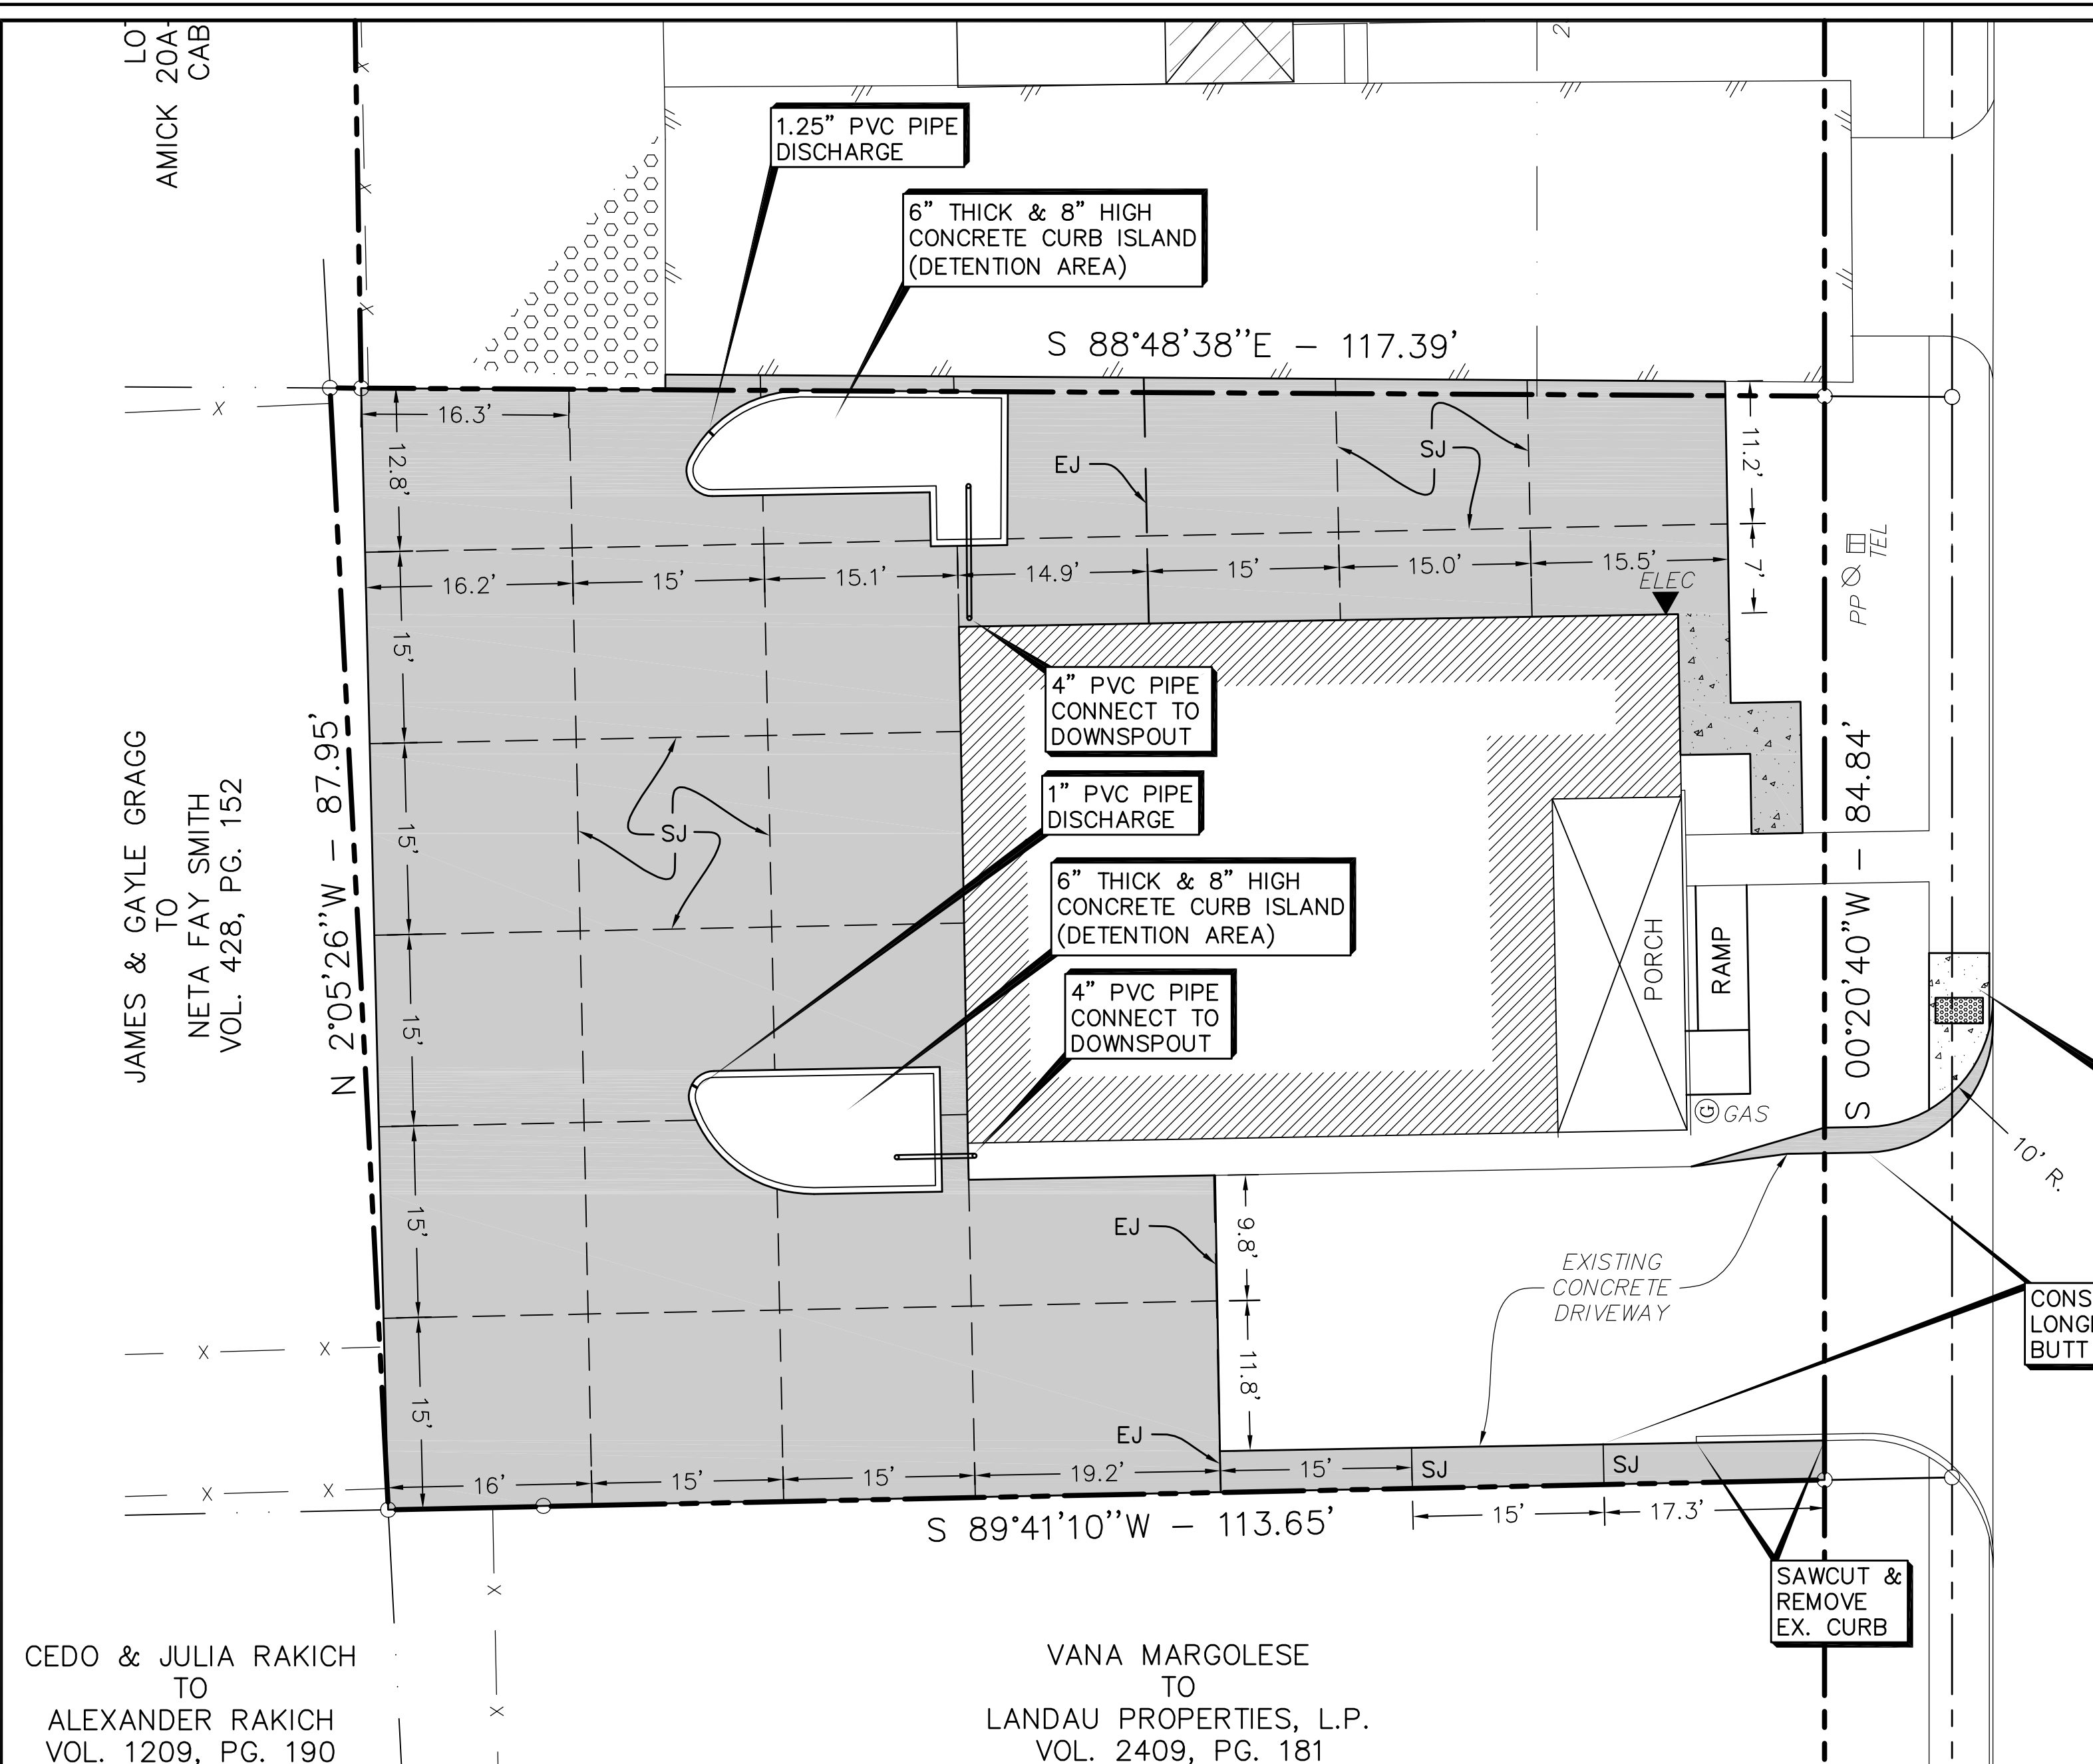 LO
AMICK 20A
CAB
2
1.25” PVC PIPE
DISCHARGE
6” THICK & 8” HIGH
CONCRETE CURB ISLAND
(DETENTION AREA)
S 88°48'38''E – 117.39'
X
X
X
X
16.3'
12.8'
EJ
SJ
11.2'
7'
16.2'
15'
15.1'
14.9'
15'
15.0'
15.5'
ELEC
PP
TEL
4” PVC PIPE
CONNECT TO
DOWNSPOUT
15'
15'
15'
15'
15'
SJ
1” PVC PIPE
DISCHARGE
6” THICK & 8” HIGH
CONCRETE CURB ISLAND
(DETENTION AREA)
4” PVC PIPE
CONNECT TO
DOWNSPOUT
JAMES & GAYLE GRAGG
TO
NETA FAY SMITH
VOL. 428, PG. 152
N 2°05'26''W – 87.95'
PORCH
RAMP
S 00°20'40''W – 84.84'
G GAS
10' R.
EJ
9.8'
11.8'
EXISTING
CONCRETE
DRIVEWAY
CONS
LONG
BUTT
X
X
EJ
X
X
16'
15'
15'
19.2'
15'
SJ
SJ
15'
17.3'
S 89°41'10''W – 113.65'
SAWCUT &
REMOVE
EX. CURB
X
X
CEDO & JULIA RAKICH
TO
ALEXANDER RAKICH
VOL. 1209, PG. 190
VANA MARGOLESE
TO
LANDAU PROPERTIES, L.P.
VOL. 2409, PG. 181